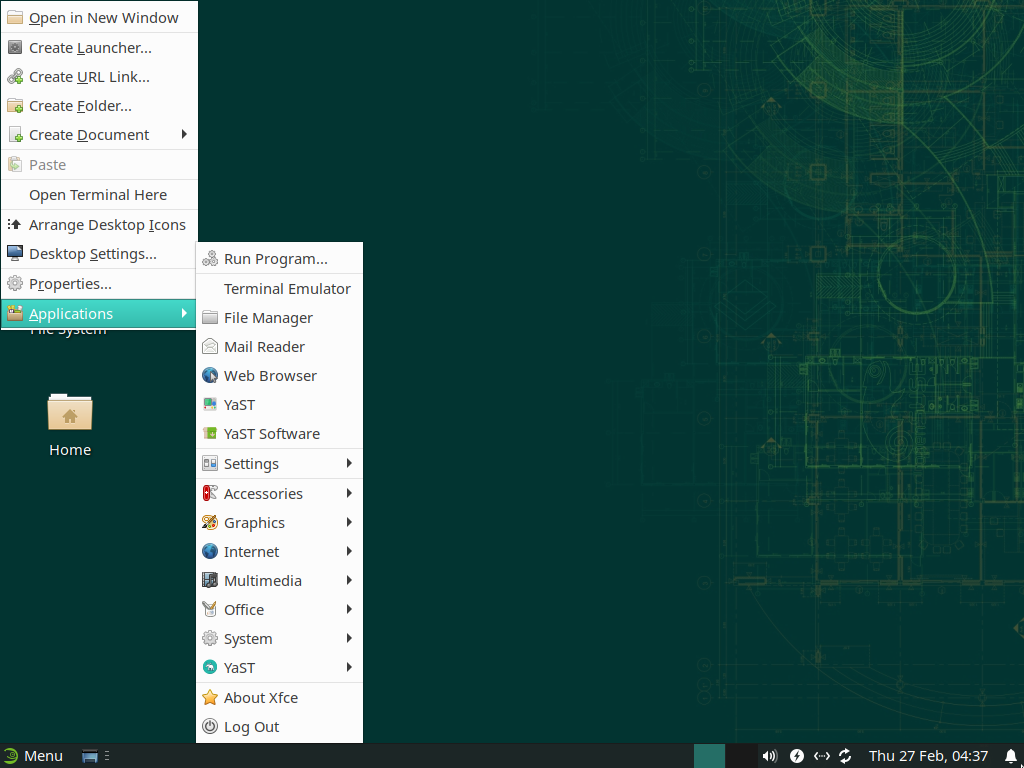 Open in New Window
Create Launcher...
Create URL Link...
Create Folder...
Create Document
Paste
Open Terminal Here
Arrange Desktop Icons
Desktop Settings...
Properties...
Applications
File System
Home
Run Program...
Terminal Emulator
File Manager
Mail Reader
Web Browser
YaST
YaST Software
Settings
Accessories
Graphics
Internet
Multimedia
Office
System
YaST
About Xfce
Log Out
Menu
Thu 27 Feb, 04:37